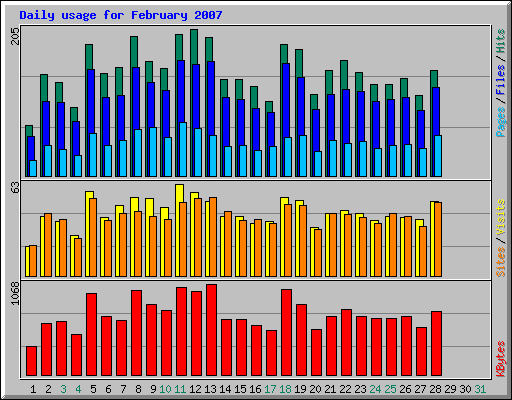 Daily usage for February 2007
205
Pages/Files/Hits
63
Sites/Visits
1068
KBytes
1 2 3 4 5 6 7 8 9 10 11 12 13 14 15 16 17 18 19 20 21 22 23 24 25 26 27 28 29 30 31